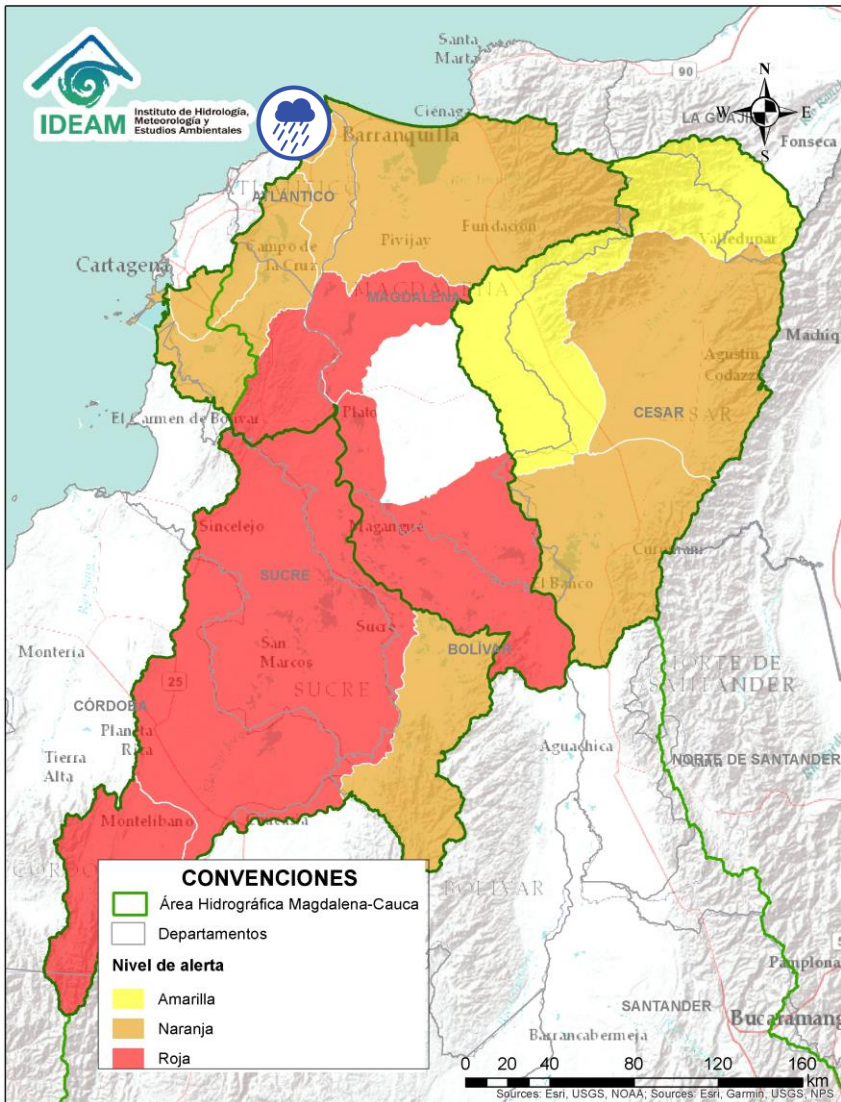 IDEAM
Instituto de Hidrología,
Meteorología y
Estudios Ambientales
Santa
Marta
90
N
W
E
S
LA GUAJIRA
Fonseca
Ciénaga
Barranquilla
ATLÁNTICO
Fundación
Pivijay
Valledupar
Campo de
la Cruz
Cartagena
MAGDALENA
Machiq
Agustín
Codazzi
El Carmen de Bolívar
Plato
CESAR
Sincelejo
Magangué
Curumaní
SUCRE
El Banco
Sucre
Montería
San
Marcos
BOLÍVAR
SUCRE
NORTE DE
SANTANDER
25
CÓRDOBA
Planeta
Rica
Aguachica
Tierra
Alta
NORTE DE SANTANDER
Montelíbano
Caucasia
BOLÍVAR
CONVENCIONES
Área Hidrográfica Magdalena-Cauca
Departamentos
Nivel de alerta
Amarilla
Naranja
Roja
Pamplona
SANTANDER
Bucaramang
Barrancabermeja
0 20 40 80 120 160
km
Sources: Esri, USGS, NOAA; Sources: Esri, Garmin, USGS, NPS